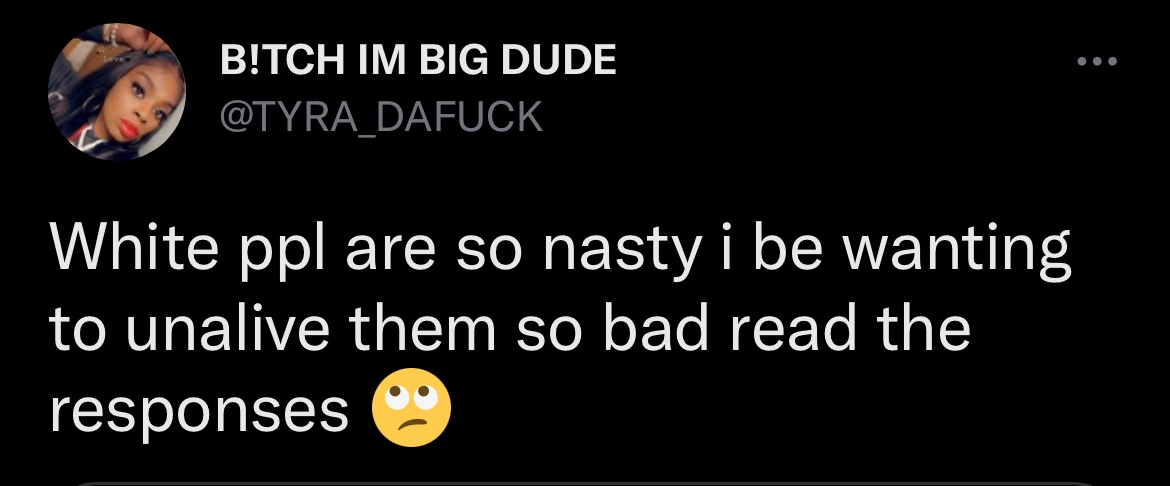 B!TCH IM BIG DUDE
@TYRA_DAFUCK
White ppl are so nasty i be wanting
to unalive them so bad read the
responses 🙄